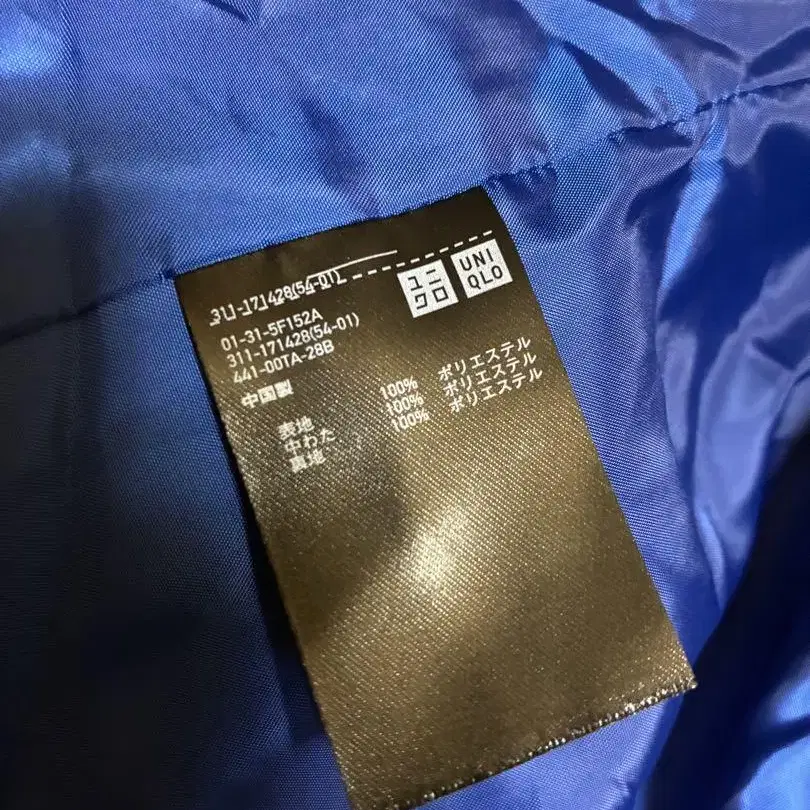 311-171428(54-01)
ユニクロ
UNIQLO
01-31-5F152A
311-171428(54-01)
441-00TA-28B
中国製
表地 100% ポリエステル
中わた 100% ポリエステル
裏地 100% ポリエステル